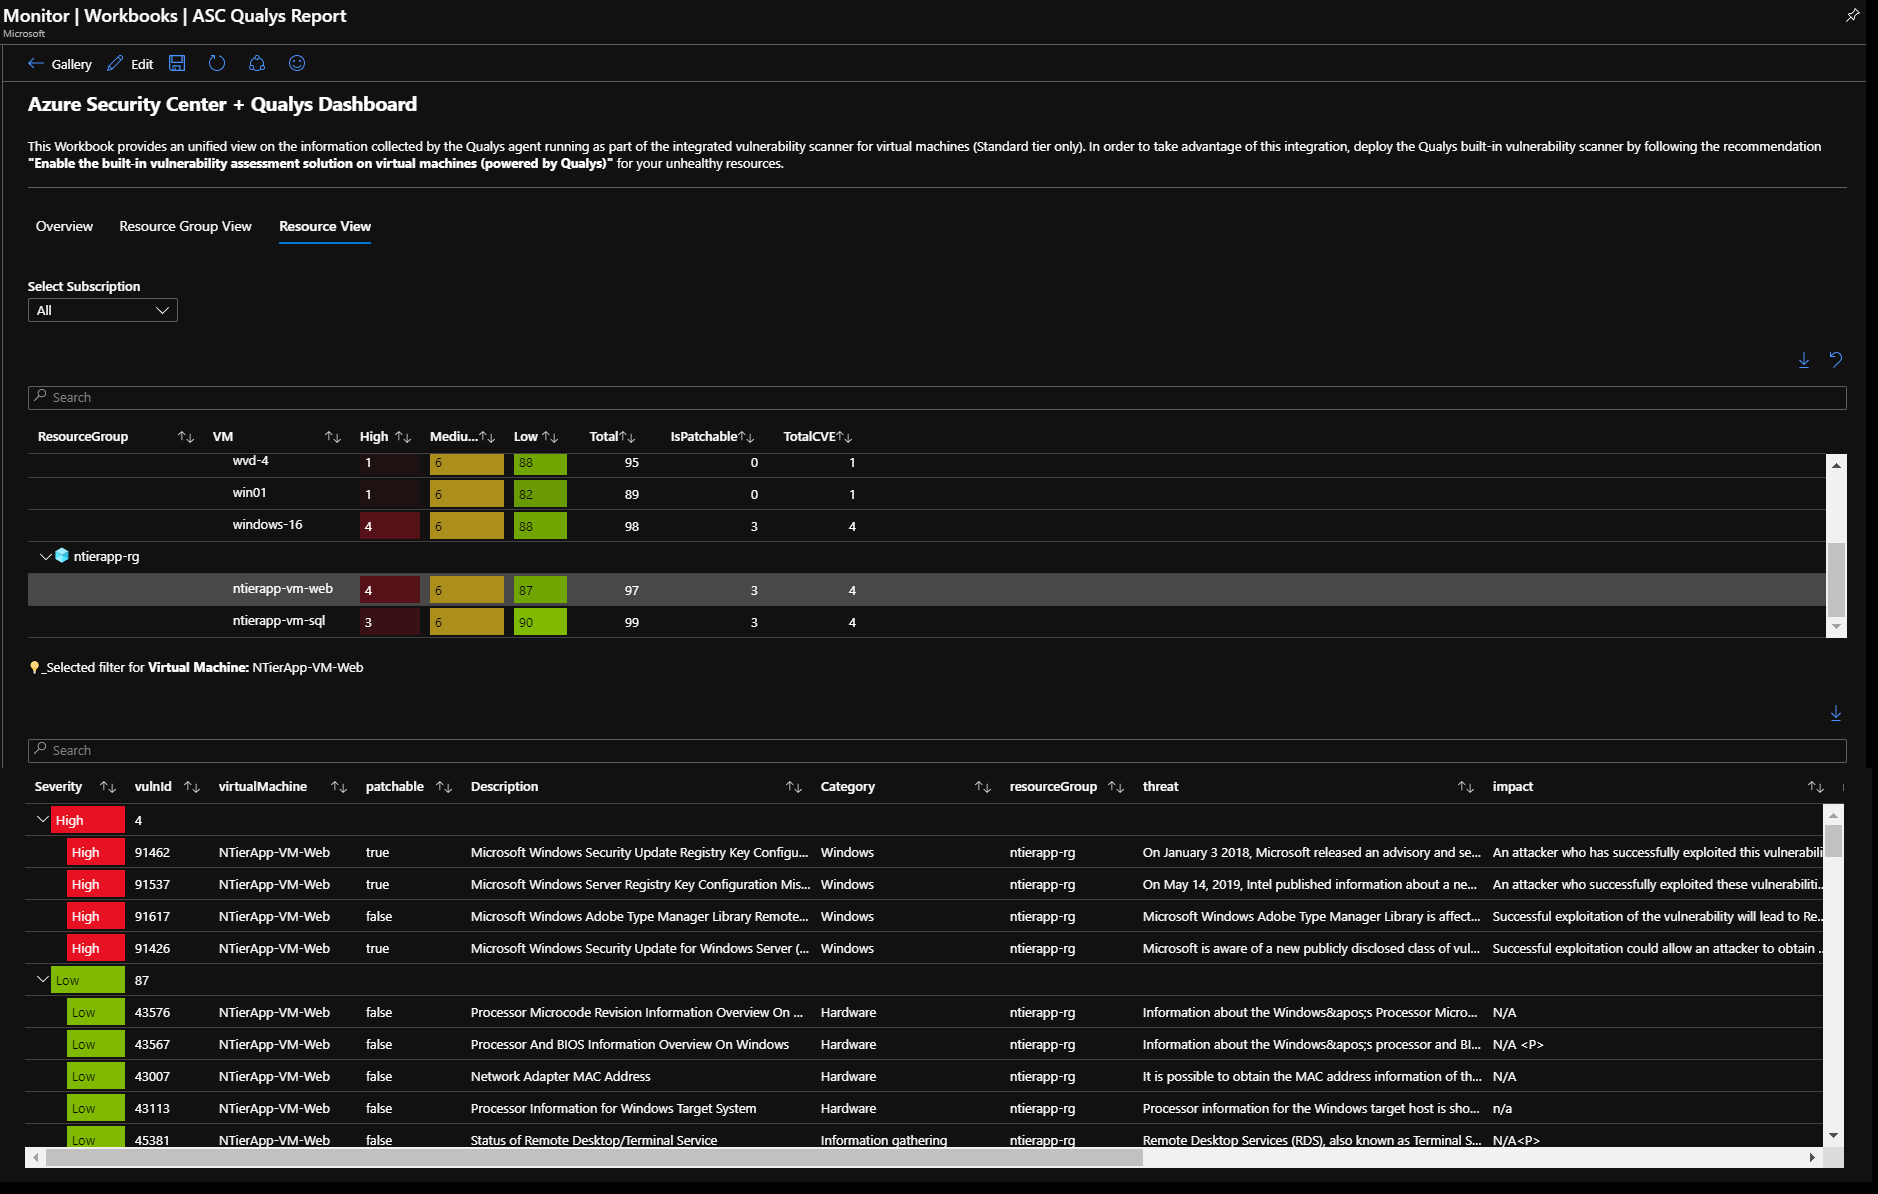 Monitor | Workbooks | ASC Qualys Report
Microsoft
Gallery Edit
Azure Security Center + Qualys Dashboard
This Workbook provides an unified view on the information collected by the Qualys agent running as part of the integrated vulnerability scanner for virtual machines (Standard tier only). In order to take advantage of this integration, deploy the Qualys built-in vulnerability scanner by following the recommendation
"Enable the built-in vulnerability assessment solution on virtual machines (powered by Qualys)" for your unhealthy resources.
Overview Resource Group View Resource View
Select Subscription
All
Search
ResourceGroup VM High Mediu... Low Total IsPatchable TotalCVE
wvd-4 1 6 88 95 0 1
win01 1 6 82 89 0 1
windows-16 4 6 88 98 3 4
ntierapp-rg
ntierapp-vm-web 4 6 87 97 3 4
ntierapp-vm-sql 3 6 90 99 3 4
_Selected filter for Virtual Machine: NTierApp-VM-Web
Search
Severity vulnId virtualMachine patchable Description Category resourceGroup threat impact
High 4
High 91462 NTierApp-VM-Web true Microsoft Windows Security Update Registry Key Configu... Windows ntierapp-rg On January 3 2018, Microsoft released an advisory and se... An attacker who has successfully exploited this vulnerabili
High 91537 NTierApp-VM-Web true Microsoft Windows Server Registry Key Configuration Mis... Windows ntierapp-rg On May 14, 2019, Intel published information about a ne... An attacker who successfully exploited these vulnerabiliti...
High 91617 NTierApp-VM-Web false Microsoft Windows Adobe Type Manager Library Remote... Windows ntierapp-rg Microsoft Windows Adobe Type Manager Library is affect... Successful exploitation of the vulnerability will lead to Re...
High 91426 NTierApp-VM-Web true Microsoft Windows Security Update for Windows Server (... Windows ntierapp-rg Microsoft is aware of a new publicly disclosed class of vul... Successful exploitation could allow an attacker to obtain ...
Low 87
Low 43576 NTierApp-VM-Web false Processor Microcode Revision Information Overview On ... Hardware ntierapp-rg Information about the Windows&apos;s Processor Micro... N/A
Low 43567 NTierApp-VM-Web false Processor And BIOS Information Overview On Windows Hardware ntierapp-rg Information about the Windows&apos;s processor and BI... N/A <P>
Low 43007 NTierApp-VM-Web false Network Adapter MAC Address Hardware ntierapp-rg It is possible to obtain the MAC address information of th... N/A
Low 43113 NTierApp-VM-Web false Processor Information for Windows Target System Hardware ntierapp-rg Processor information for the Windows target host is sho... n/a
Low 45381 NTierApp-VM-Web false Status of Remote Desktop/Terminal Service Information gathering ntierapp-rg Remote Desktop Services (RDS), also known as Terminal S... N/A<P>